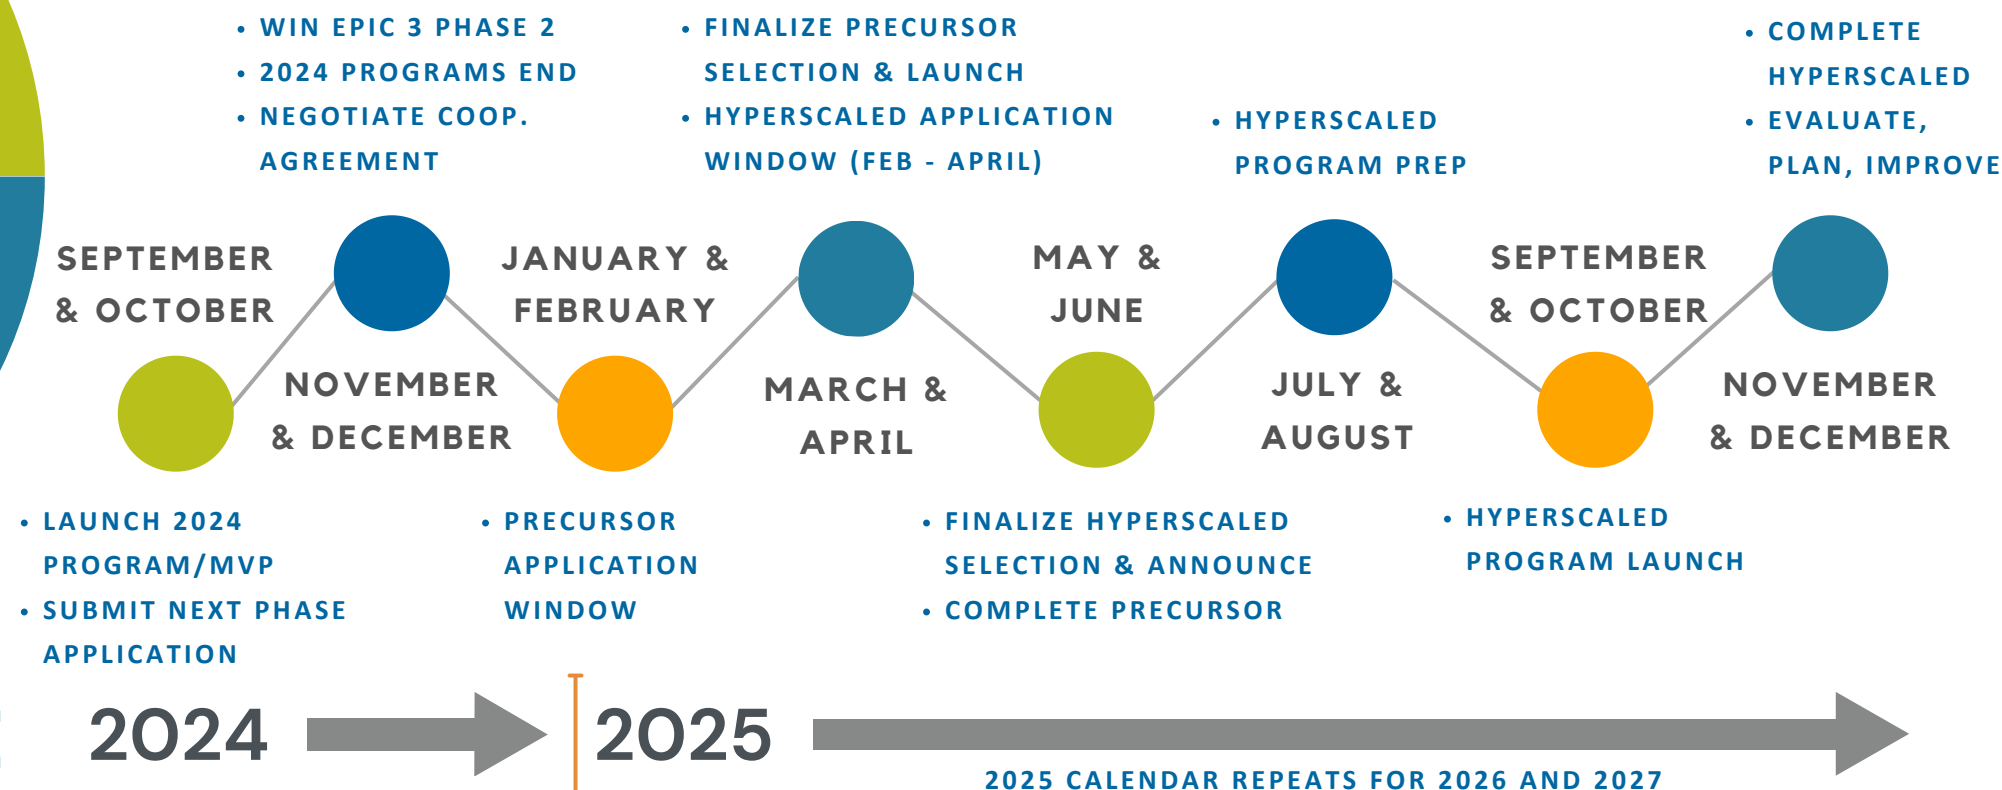 • WIN EPIC 3 PHASE 2
• 2024 PROGRAMS END
• NEGOTIATE COOP.
AGREEMENT
• FINALIZE PRECURSOR
SELECTION & LAUNCH
• HYPERSCALED APPLICATION
WINDOW (FEB - APRIL)
• HYPERSCALED
PROGRAM PREP
• COMPLETE
HYPERSCALED
• EVALUATE,
PLAN, IMPROVE
SEPTEMBER
& OCTOBER
NOVEMBER
& DECEMBER
JANUARY &
FEBRUARY
MARCH &
APRIL
MAY &
JUNE
JULY &
AUGUST
SEPTEMBER
& OCTOBER
NOVEMBER
& DECEMBER
• LAUNCH 2024
PROGRAM/MVP
• SUBMIT NEXT PHASE
APPLICATION
• PRECURSOR
APPLICATION
WINDOW
• FINALIZE HYPERSCALED
SELECTION & ANNOUNCE
• COMPLETE PRECURSOR
• HYPERSCALED
PROGRAM LAUNCH
2024
2025
2025 CALENDAR REPEATS FOR 2026 AND 2027